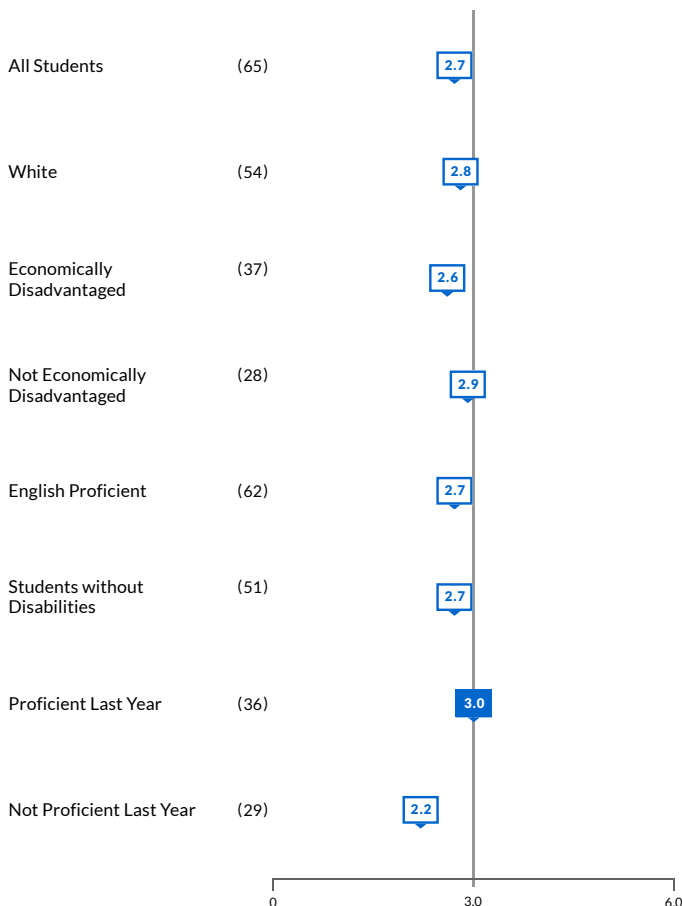 All Students (65) 2.7
White (54) 2.8
Economically (37) 2.6
Disadvantaged
Not Economically (28) 2.9
Disadvantaged
English Proficient (62) 2.7
Students without (51) 2.7
Disabilities
Proficient Last Year (36) 3.0
Not Proficient Last Year (29) 2.2
0 3.0 6.0